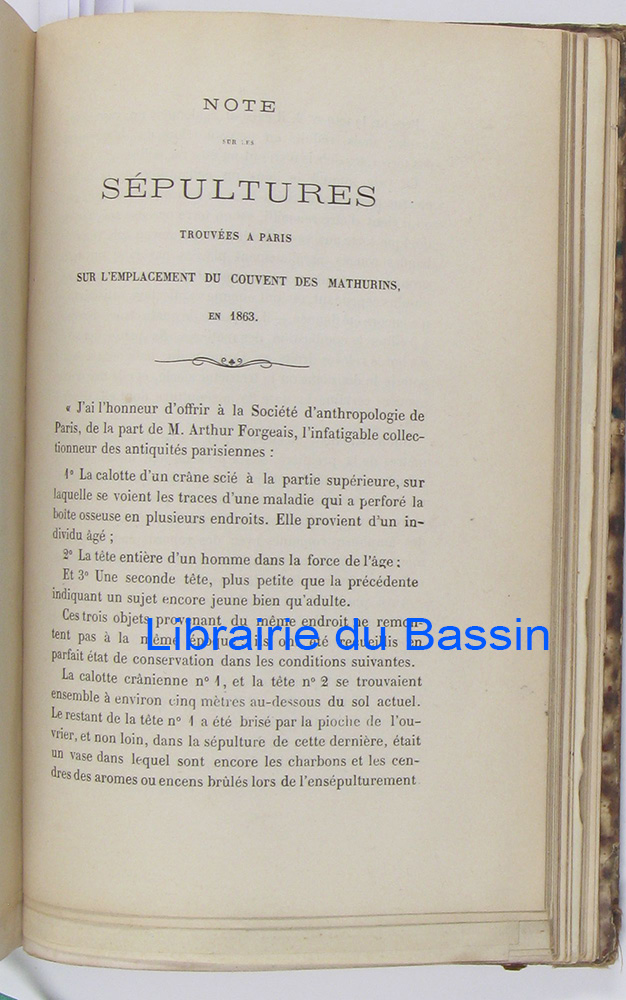 NOTE
SUR LES
SÉPULTURES
TROUVÉES A PARIS
SUR L'EMPLACEMENT DU COUVENT DES MATHURINS,
EN 1863.
« J'ai l'honneur d'offrir à la Société d'anthropologie de
Paris, de la part de M. Arthur Forgeais, l'infatigable collec-
tionneur des antiquités parisiennes :
1° La calotte d'un crâne scié à la partie supérieure, sur
laquelle se voient les traces d'une maladie qui a perforé la
boîte osseuse en plusieurs endroits. Elle provient d'un in-
dividu âgé ;
2° La tête entière d'un homme dans la force de l'âge ;
Et 3° Une seconde tête, plus petite que la précédente
indiquant un sujet encore jeune bien qu'adulte.
Ces trois objets provenant du même endroit ne remon-
tent pas à la même époque ; ils ont été recueillis en
Librairie du Bassin
parfait état de conservation dans les conditions suivantes.
La calotte crânienne n° 1, et la tête n° 2 se trouvaient
ensemble à environ cinq mètres au-dessous du sol actuel.
Le restant de la tête n° 1 a été brisé par la pioche de l'ou-
vrier, et non loin, dans la sépulture de cette dernière, était
un vase dans lequel sont encore les charbons et les cen-
dres des aromes ou encens brûlés lors de l'ensépulturement